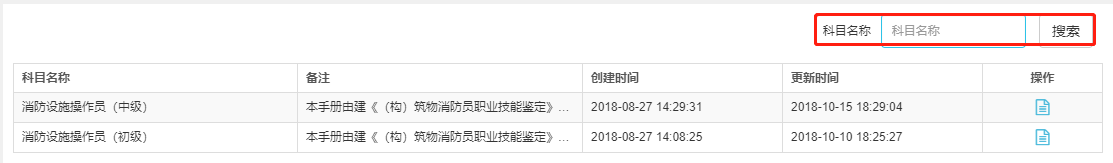 科目名称 科目名称 搜索
科目名称 备注 创建时间 更新时间 操作
消防设施操作员（中级） 本手册由建《（构）筑物消防员职业技能鉴定》... 2018-08-27 14:29:31 2018-10-15 18:29:04
消防设施操作员（初级） 本手册由建《（构）筑物消防员职业技能鉴定》... 2018-08-27 14:08:25 2018-10-10 18:25:27